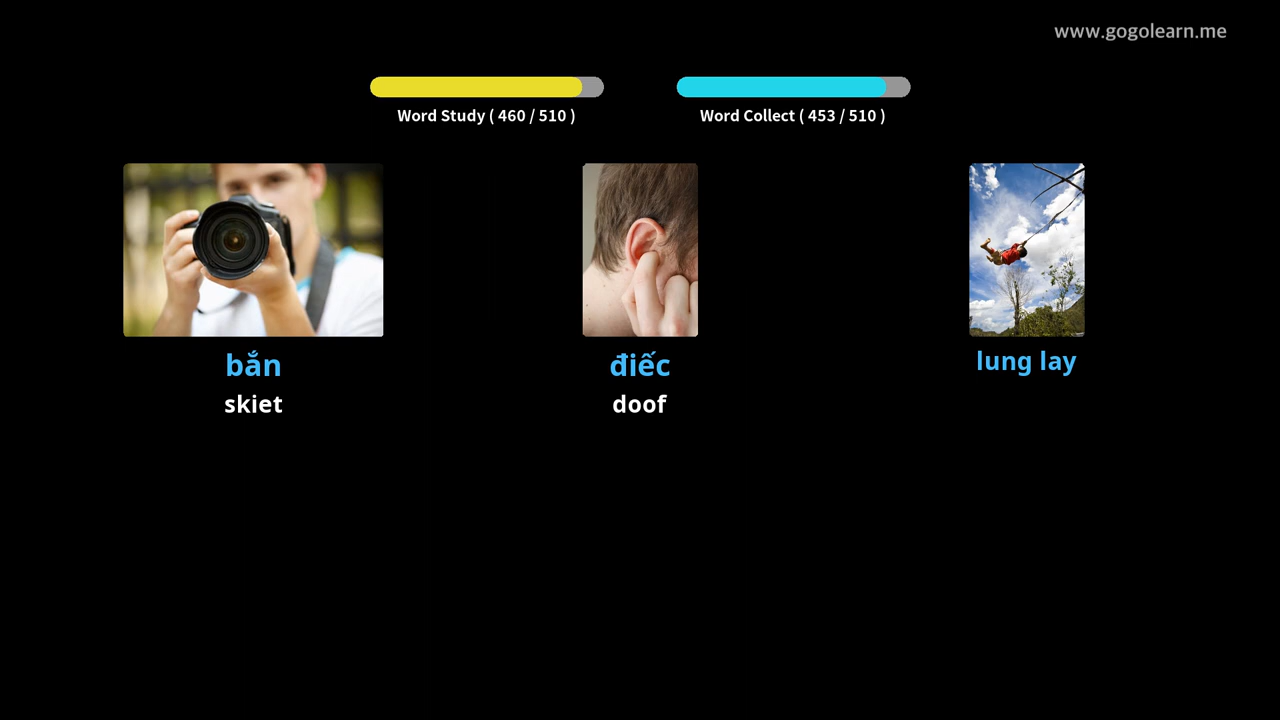 www.gogolearn.me
Word Study ( 460 / 510 )
Word Collect ( 453 / 510 )
bắn
skiet
điếc
doof
lung lay